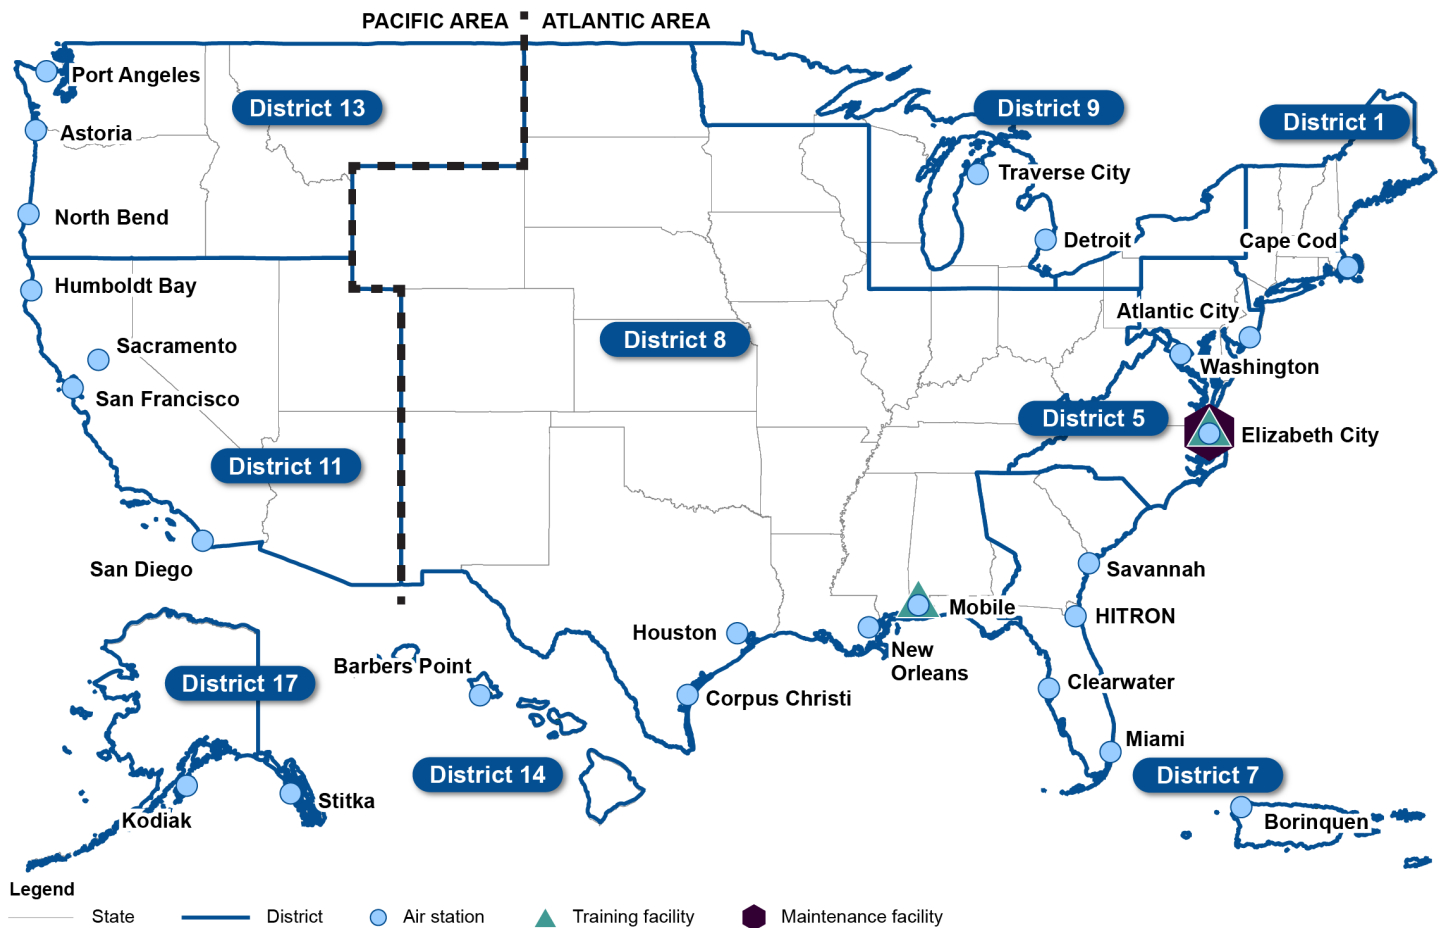 PACIFIC AREA ATLANTIC AREA
Port Angeles
District 13
District 9
District 1
Astoria
Traverse City
North Bend
Detroit
Cape Cod
Humboldt Bay
Atlantic City
Sacramento
District 8
Washington
San Francisco
District 5
Elizabeth City
District 11
San Diego
Savannah
Mobile
HITRON
Houston
New
Orleans
Barbers Point
District 17
Clearwater
Corpus Christi
Miami
District 14
District 7
Stitka
Kodiak
Borinquen
Legend
State
District
Air station
Training facility
Maintenance facility